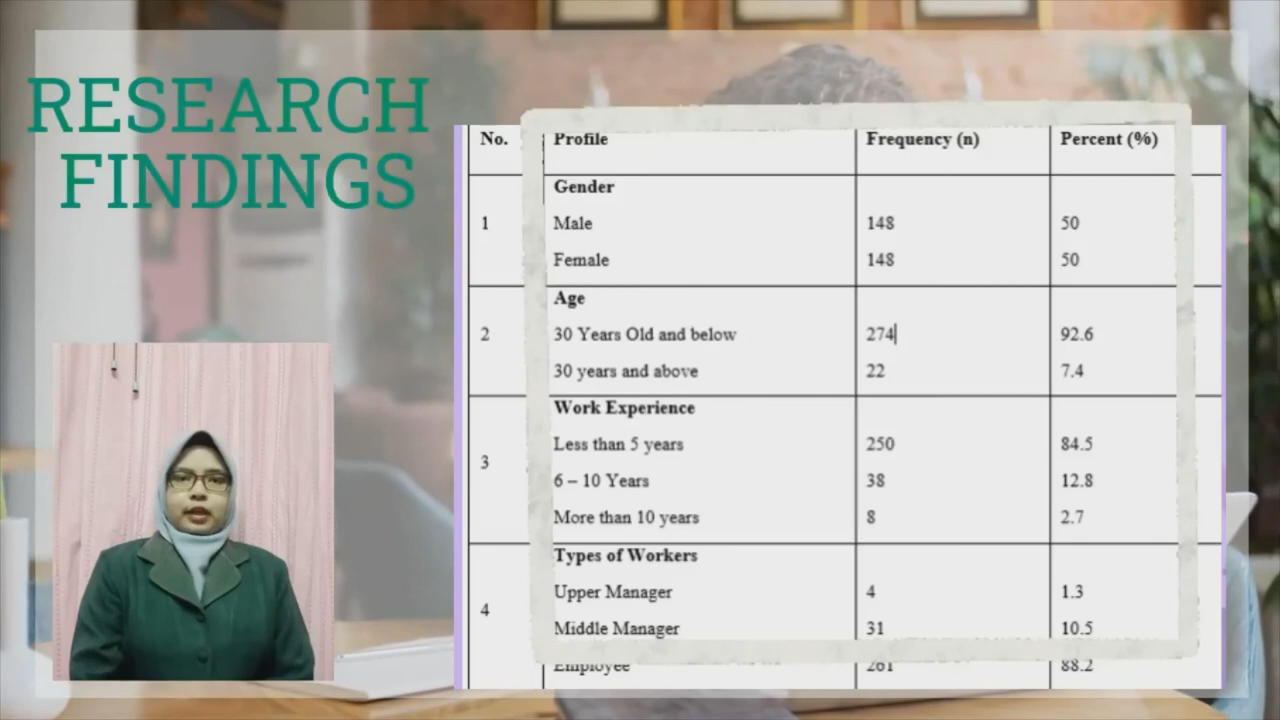 RESEARCH
FINDINGS
No. Profile Frequency (n) Percent (%)
Gender
1 Male 148 50
Female 148 50
Age
2 30 Years Old and below 274 92.6
30 years and above 22 7.4
Work Experience
Less than 5 years 250 84.5
3 6 – 10 Years 38 12.8
More than 10 years 8 2.7
Types of Workers
Upper Manager 4 1.3
4 Middle Manager 31 10.5
Employee 261 88.2